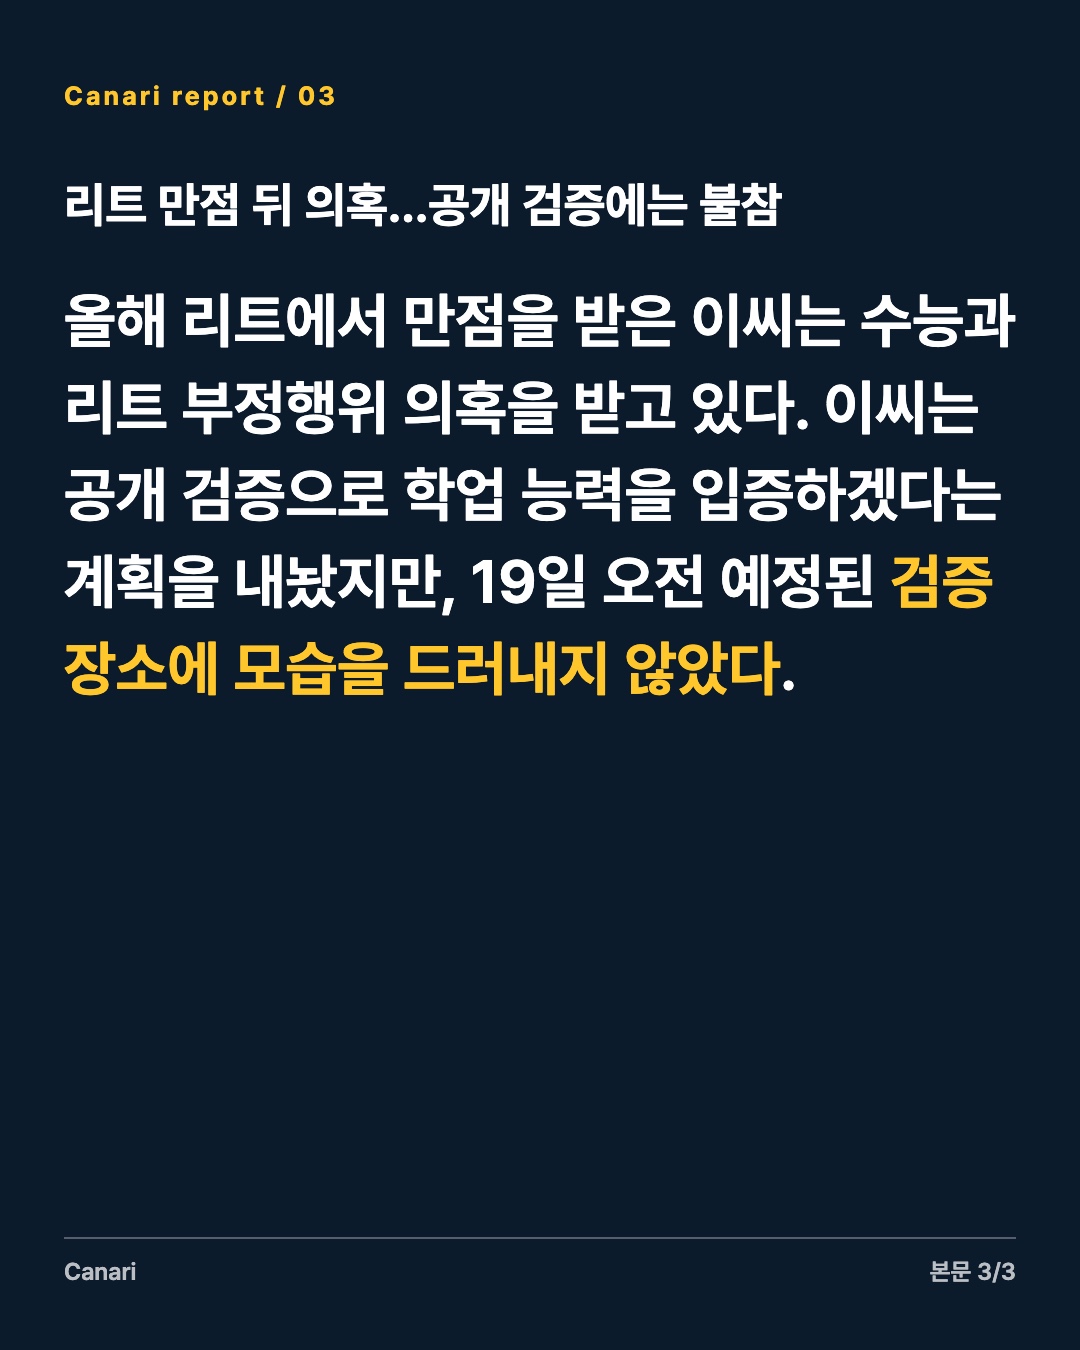 Canari report / 03
리트 만점 뒤 의혹...공개 검증에는 불참
올해 리트에서 만점을 받은 이씨는 수능과
리트 부정행위 의혹을 받고 있다. 이씨는
공개 검증으로 학업 능력을 입증하겠다는
계획을 내놨지만, 19일 오전 예정된 검증
장소에 모습을 드러내지 않았다.
Canari
본문 3/3